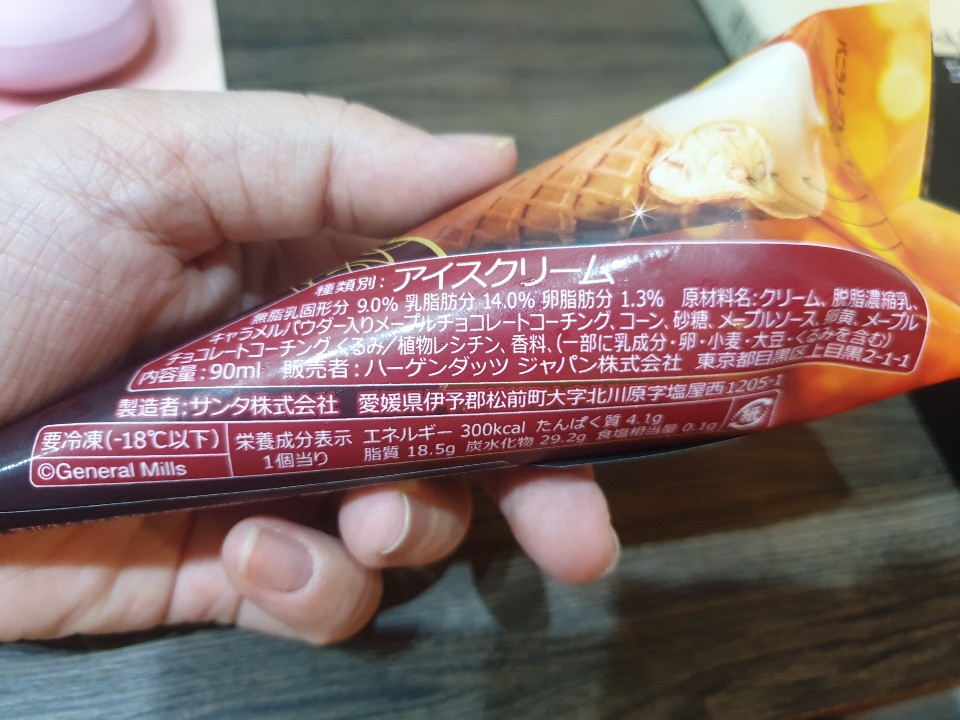 種類別:アイスクリーム
無脂乳固形分 9.0% 乳脂肪分 14.0% 卵脂肪分 1.3% 原材料名:クリーム、脱脂濃縮乳、
キャラメルパウダー入りメープルチョコレートコーチング、コーン、砂糖、メープルソース、卵黄、メープル
チョコレートコーチング、くるみ/植物レシチン、香料、(一部に乳成分・卵・小麦・大豆・くるみを含む)
内容量:90ml 販売者:ハーゲンダッツ ジャパン株式会社 東京都目黒区上目黒2-1-1
製造者:サンタ株式会社 愛媛県伊予郡松前町大字北川原字塩屋西1205-1
要冷凍(-18℃以下)
©General Mills
栄養成分表示
1個当り
エネルギー 300kcal たんぱく質 4.1g
脂質 18.5g 炭水化物 29.2g 食塩相当量 0.1g
紙